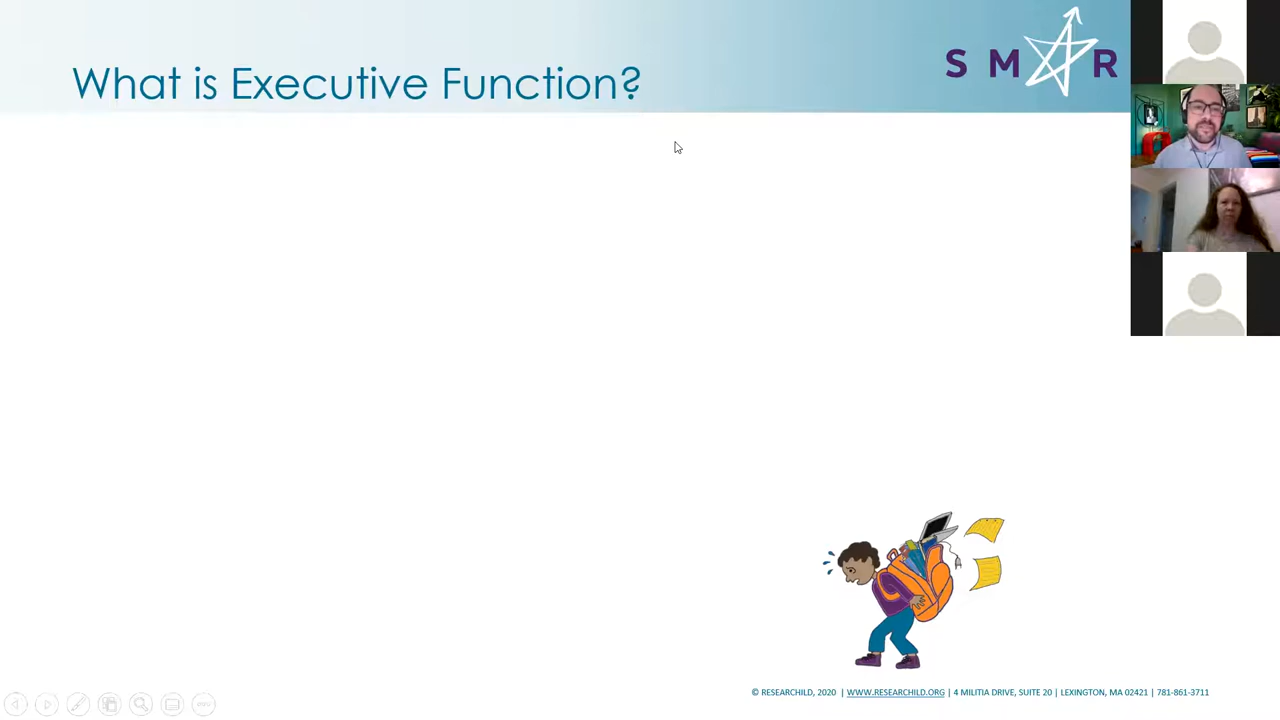 What is Executive Function?
S M R
© RESEARCHILD, 2020 | WWW.RESEARCHILD.ORG | 4 MILITIA DRIVE, SUITE 20 | LEXINGTON, MA 02421 | 781-861-3711